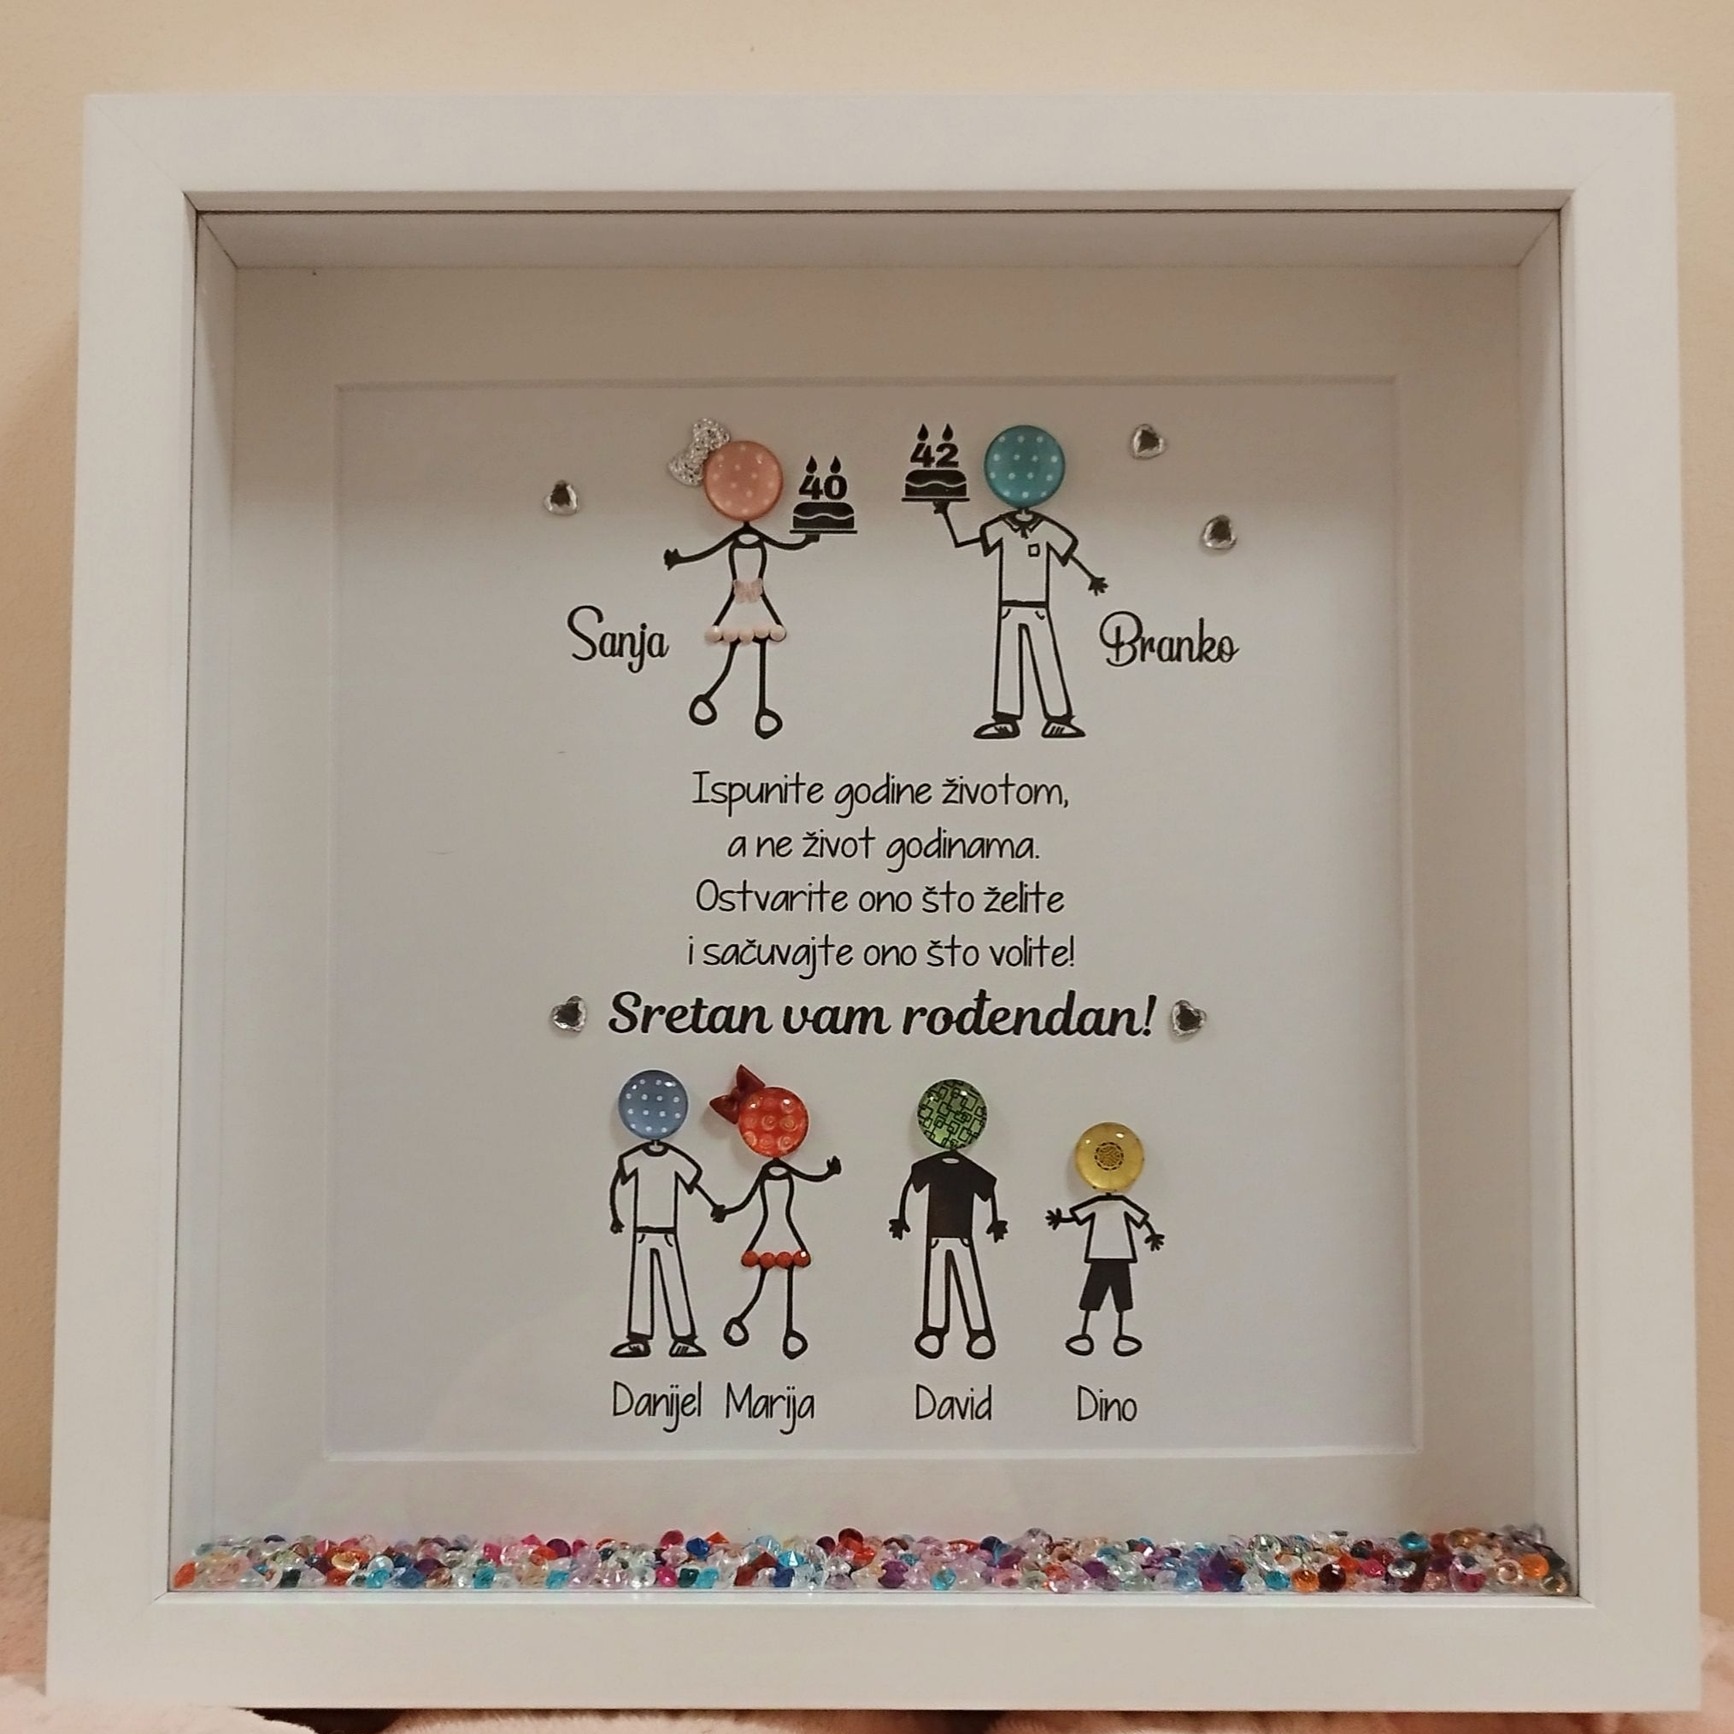 40
42
Sanja
Branko
Ispunite godine životom,
a ne život godinama.
Ostvarite ono što želite
i sačuvajte ono što volite!
Sretan vam rođendan!
Danijel Marija David Dino